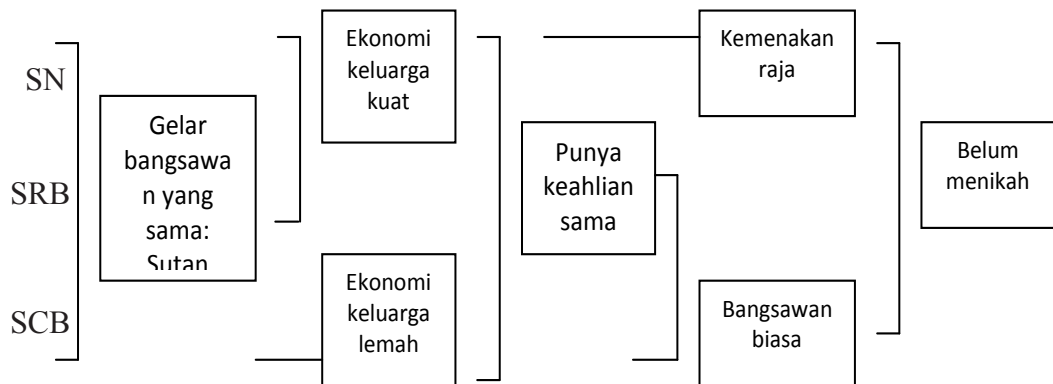 SN
SRB
SCB
Gelar
bangsawa
n yang
sama:
Sutan
Ekonomi
keluarga
kuat
Ekonomi
keluarga
lemah
Punya
keahlian
sama
Kemenakan
raja
Bangsawan
biasa
Belum
menikah